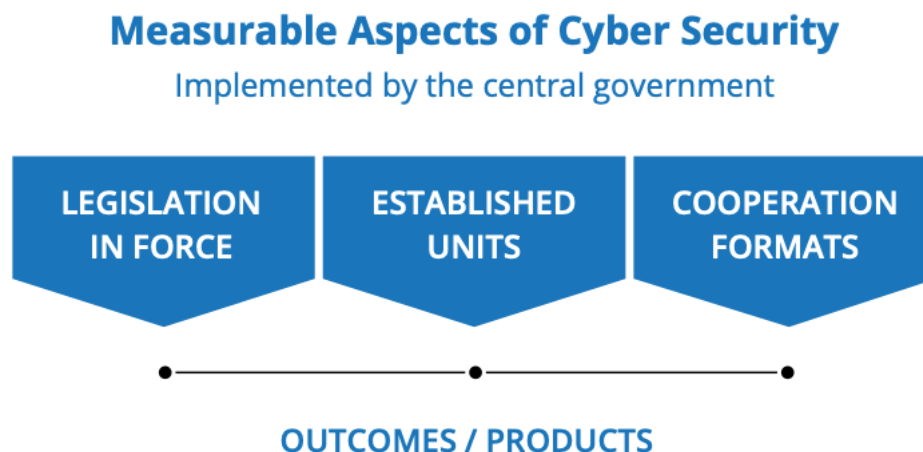 Measurable Aspects of Cyber Security
Implemented by the central government
LEGISLATION
IN FORCE
ESTABLISHED
UNITS
COOPERATION
FORMATS
OUTCOMES / PRODUCTS